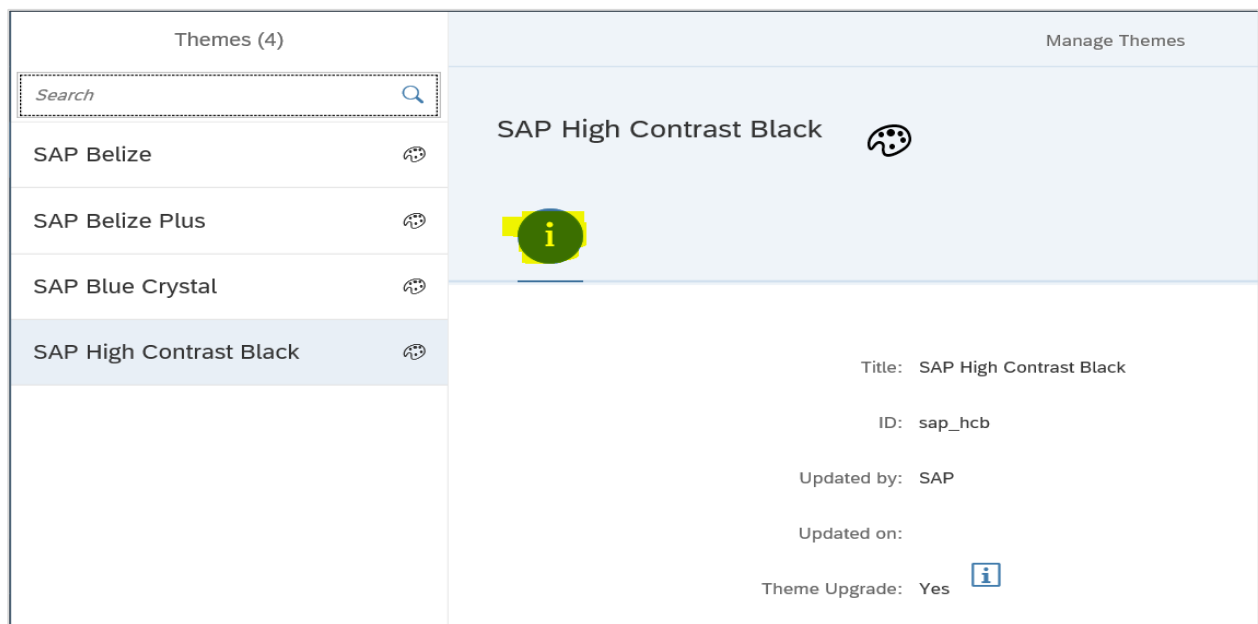 Themes (4)
Manage Themes
Search
SAP High Contrast Black
i
SAP Belize
SAP Belize Plus
SAP Blue Crystal
SAP High Contrast Black
Title: SAP High Contrast Black
ID: sap_hcb
Updated by: SAP
Updated on:
Theme Upgrade: Yes i